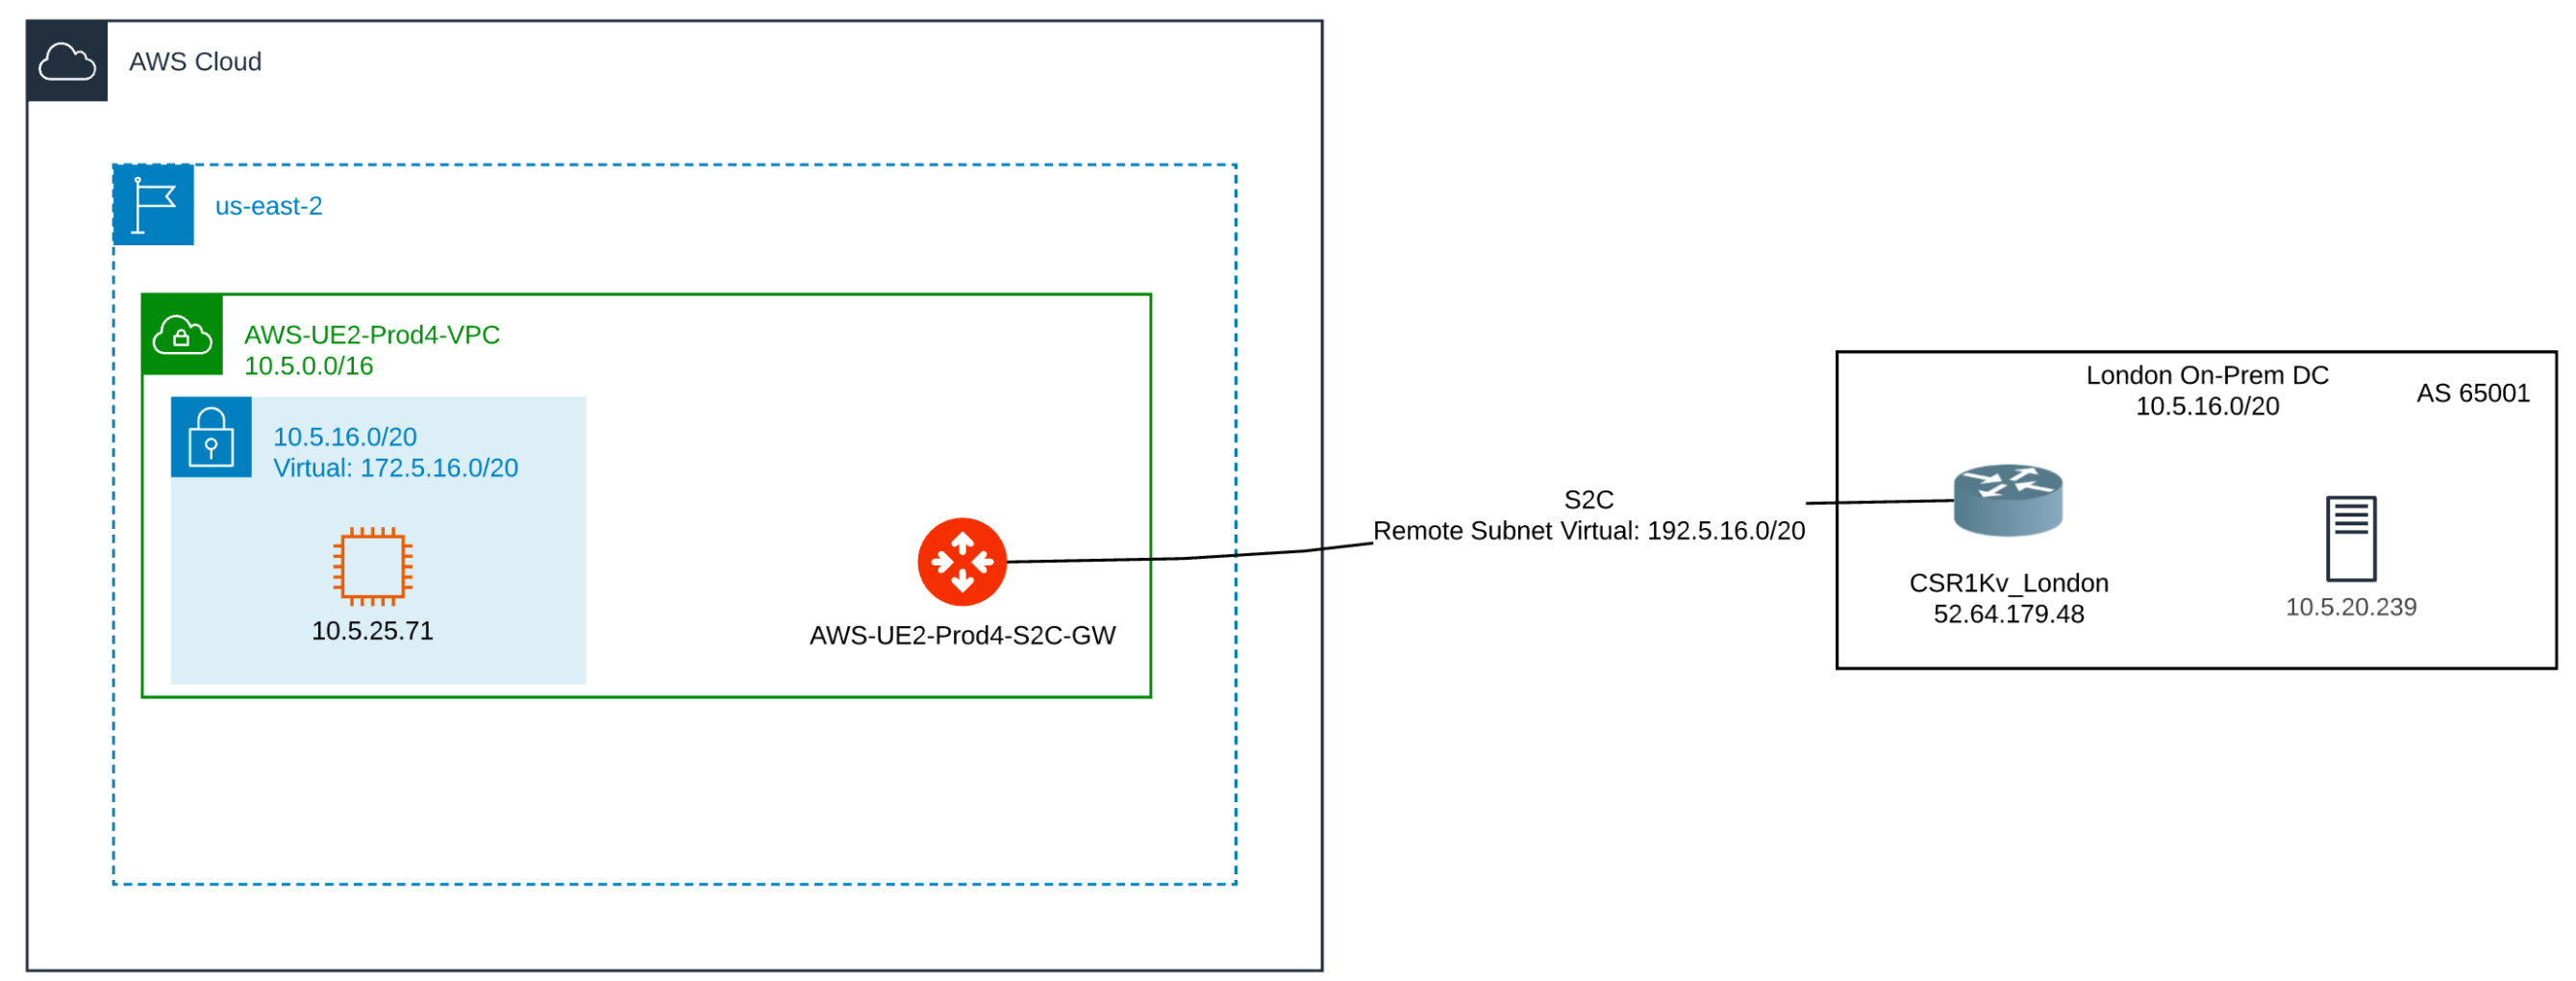 AWS Cloud
us-east-2
AWS-UE2-Prod4-VPC
10.5.0.0/16
10.5.16.0/20
Virtual: 172.5.16.0/20
10.5.25.71
AWS-UE2-Prod4-S2C-GW
S2C
Remote Subnet Virtual: 192.5.16.0/20
London On-Prem DC
10.5.16.0/20
AS 65001
CSR1Kv_London
52.64.179.48
10.5.20.239